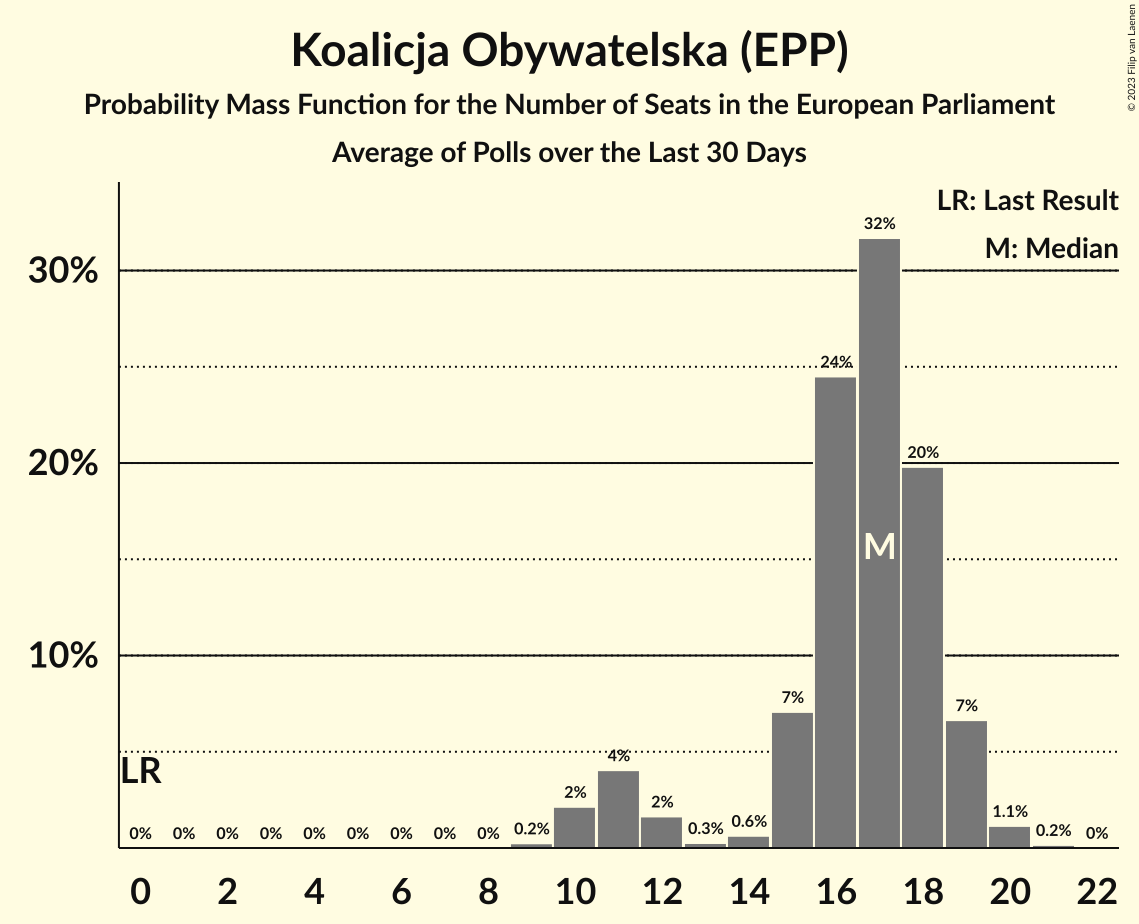 Koalicja Obywatelska (EPP)
Probability Mass Function for the Number of Seats in the European Parliament
Average of Polls over the Last 30 Days
© 2023 Filip van Laenen
LR: Last Result
M: Median
30%
20%
10%
LR
M
0% 0% 0% 0% 0% 0% 0% 0% 0% 0.2% 2% 4% 2% 0.3% 0.6% 7% 24% 32% 20% 7% 1.1% 0.2% 0%
0 2 4 6 8 10 12 14 16 18 20 22